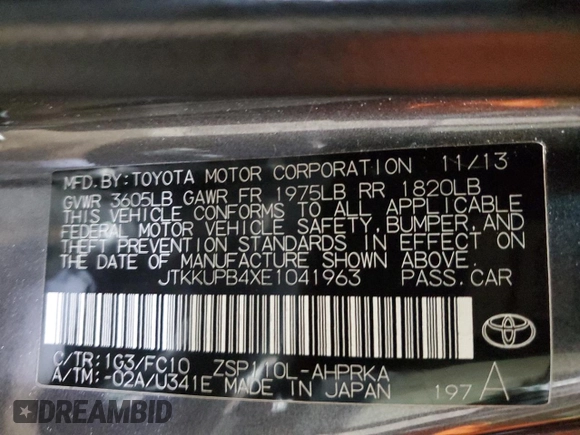 MFD.BY:TOYOTA MOTOR CORPORATION 11/13
GVWR 3605LB GAWR FR 1975LB RR 1820LB
THIS VEHICLE CONFORMS TO ALL APPLICABLE
FEDERAL MOTOR VEHICLE SAFETY, BUMPER, AND
THEFT PREVENTION STANDARDS IN EFFECT ON
THE DATE OF MANUFACTURE SHOWN ABOVE.
JTKKUPB4XE1041963 PASS.CAR
C/TR:1G3/FC10 ZSP110L-AHPRKA
A/TM:-02A/U341E MADE IN JAPAN 197 A
DREAMBID